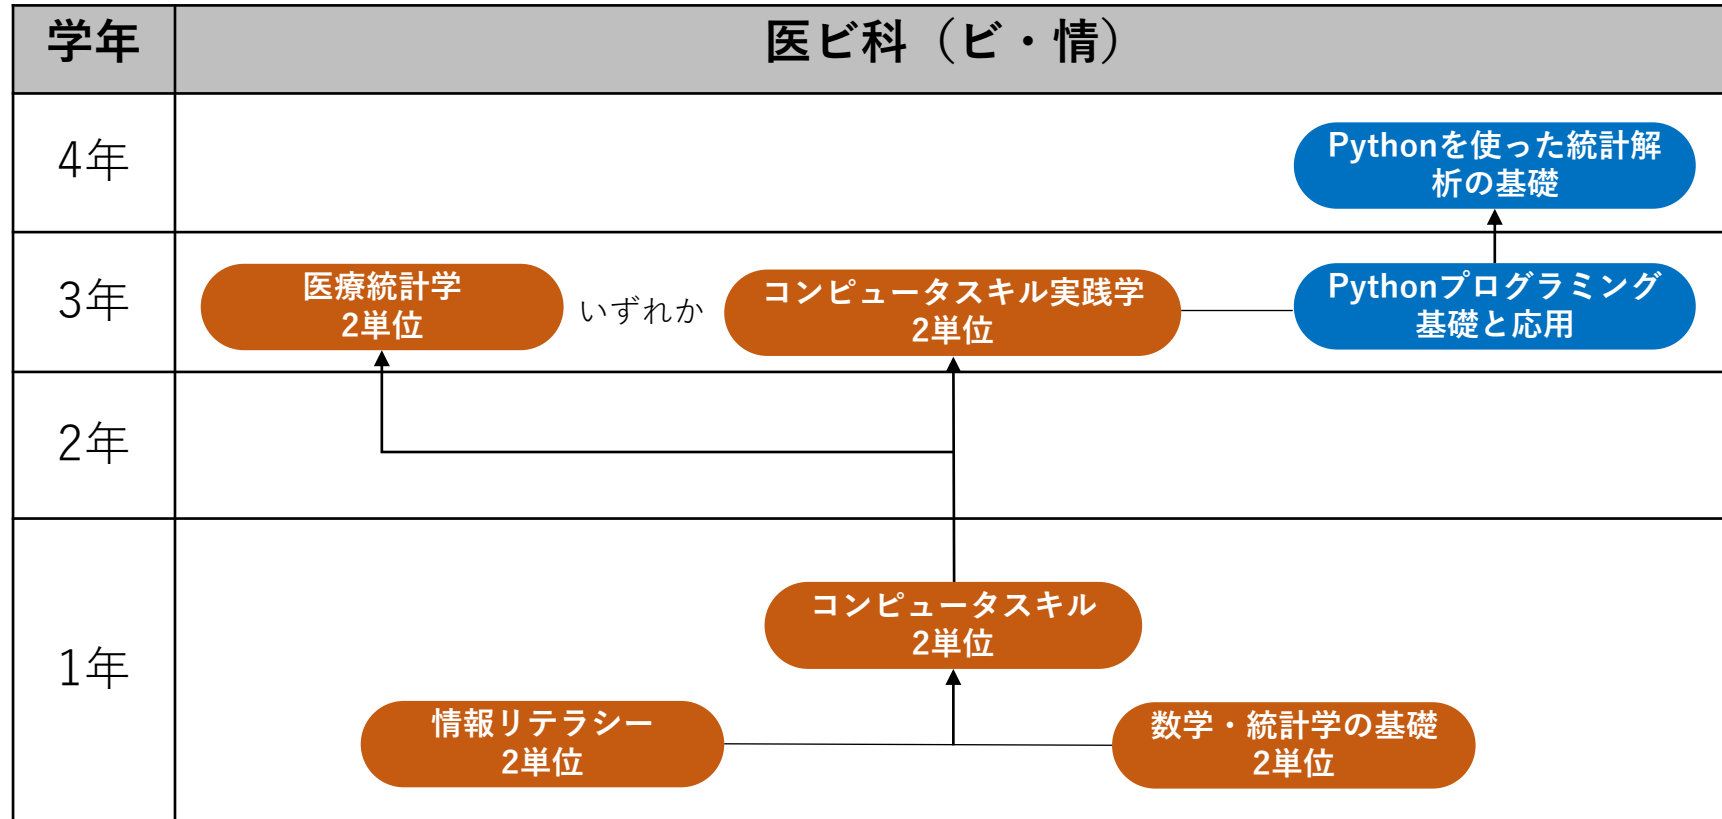 学年
医ビ科（ビ・情）
4年
Pythonを使った統計解
析の基礎
3年
医療統計学
2単位
いずれか
コンピュータスキル実践学
2単位
Pythonプログラミング
基礎と応用
2年
1年
コンピュータスキル
2単位
情報リテラシー
2単位
数学・統計学の基礎
2単位